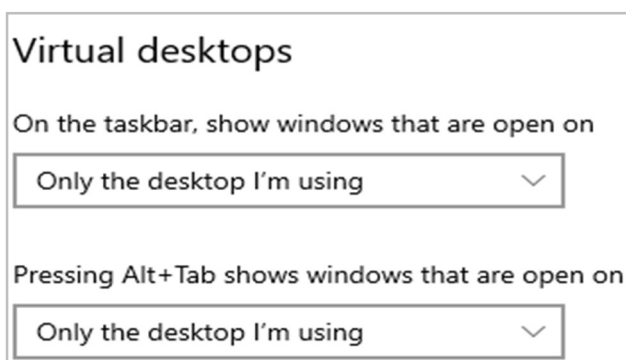 Virtual desktops
On the taskbar, show windows that are open on
Only the desktop I'm using
Pressing Alt+Tab shows windows that are open on
Only the desktop I'm using